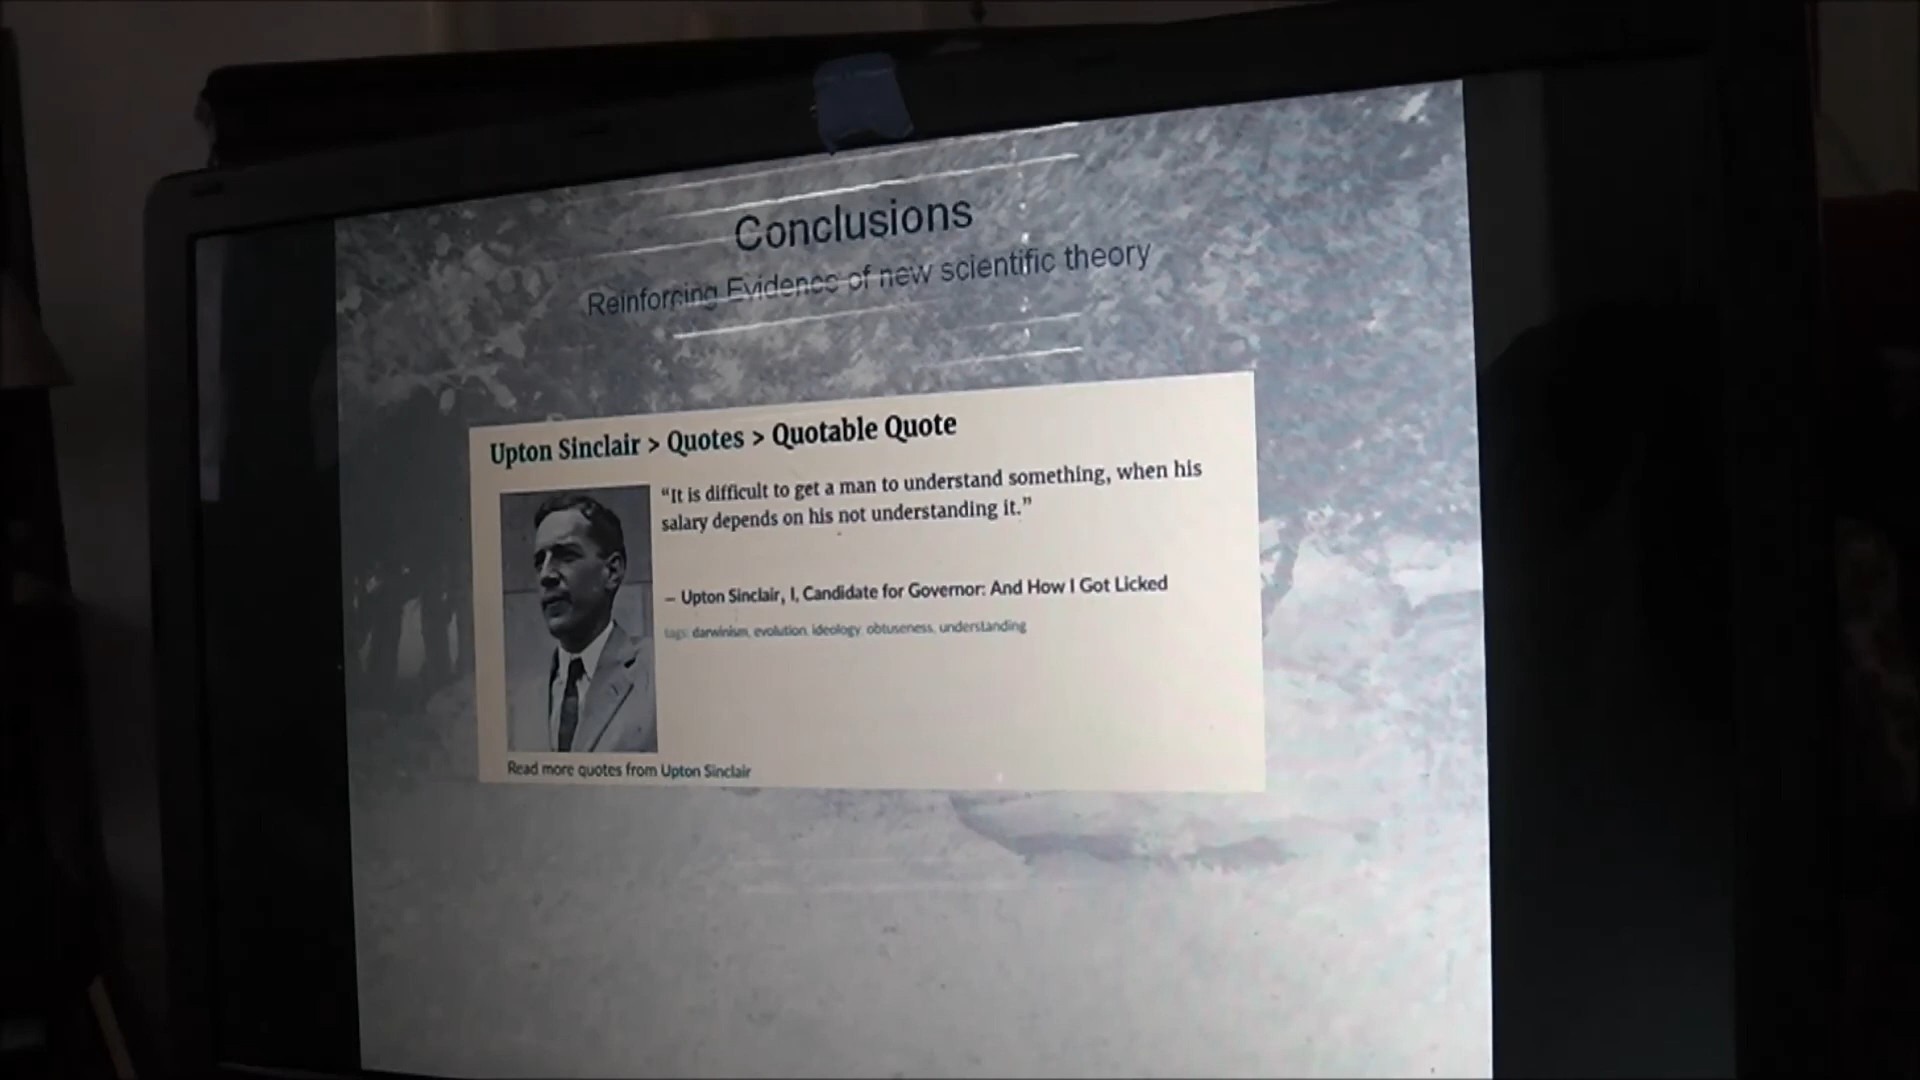 Conclusions
Reinforcing Evidence of new scientific theory
Upton Sinclair > Quotes > Quotable Quote
“It is difficult to get a man to understand something, when his
salary depends on his not understanding it.”
— Upton Sinclair, I, Candidate for Governor: And How I Got Licked
tags: darwinism, evolution, ideology, obtuseness, understanding
Read more quotes from Upton Sinclair